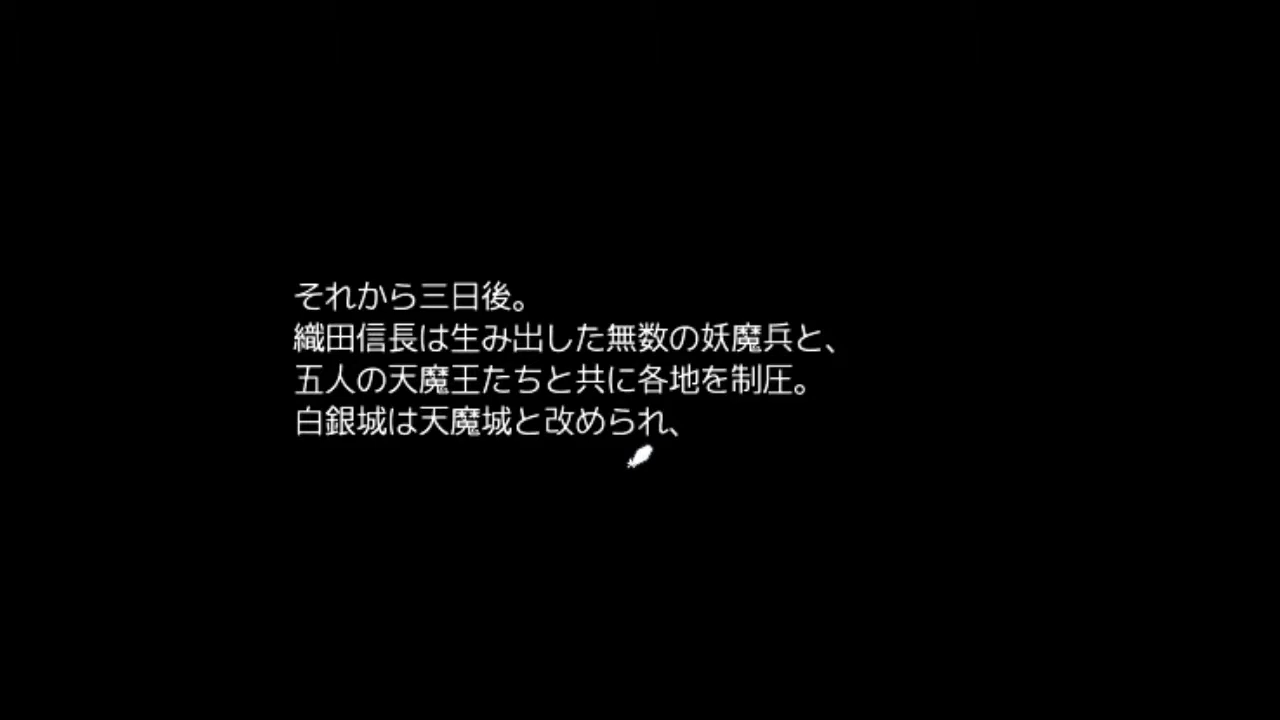 それから三日後。
織田信長は生み出した無数の妖魔兵と、
五人の天魔王たちと共に各地を制圧。
白銀城は天魔城と改められ、